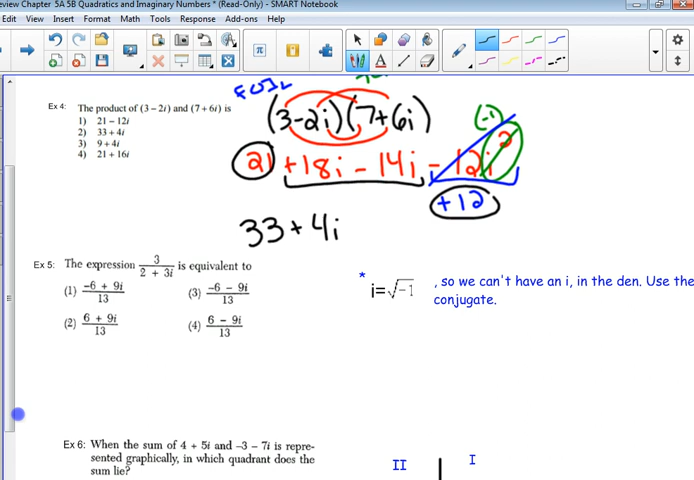 eview Chapter 5A 5B Quadratics and Imaginary Numbers * (Read-Only) - SMART Notebook
w Insert Format Math Tools Response Add-ons Help
FOIL
Ex 4: The product of (3 – 2i) and (7 + 6i) is
1) 21 – 12i
2) 33 + 4i
3) 9 + 4i
4) 21 + 16i
(3-2i)(7+6i)
(-1)
21 +18i - 14i - 12i²
+12
33 + 4i
Ex 5: The expression 3/(2 + 3i) is equivalent to
(1) (–6 + 9i)/13 (3) (–6 – 9i)/13
(2) (6 + 9i)/13 (4) (6 – 9i)/13
* i=√-1 , so we can't have an i, in the den. Use the
conjugate.
Ex 6: When the sum of 4 + 5i and –3 – 7i is repre-
sented graphically, in which quadrant does the
sum lie?
II I